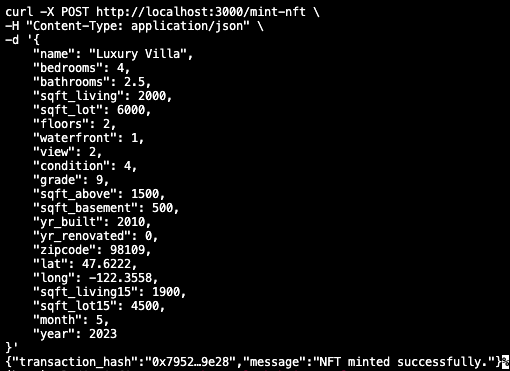 curl -X POST http://localhost:3000/mint-nft \
-H "Content-Type: application/json" \
-d '{
    "name": "Luxury Villa",
    "bedrooms": 4,
    "bathrooms": 2.5,
    "sqft_living": 2000,
    "sqft_lot": 6000,
    "floors": 2,
    "waterfront": 1,
    "view": 2,
    "condition": 4,
    "grade": 9,
    "sqft_above": 1500,
    "sqft_basement": 500,
    "yr_built": 2010,
    "yr_renovated": 0,
    "zipcode": 98109,
    "lat": 47.6222,
    "long": -122.3558,
    "sqft_living15": 1900,
    "sqft_lot15": 4500,
    "month": 5,
    "year": 2023
}'
{"transaction_hash":"0x7952…9e28","message":"NFT minted successfully."}%